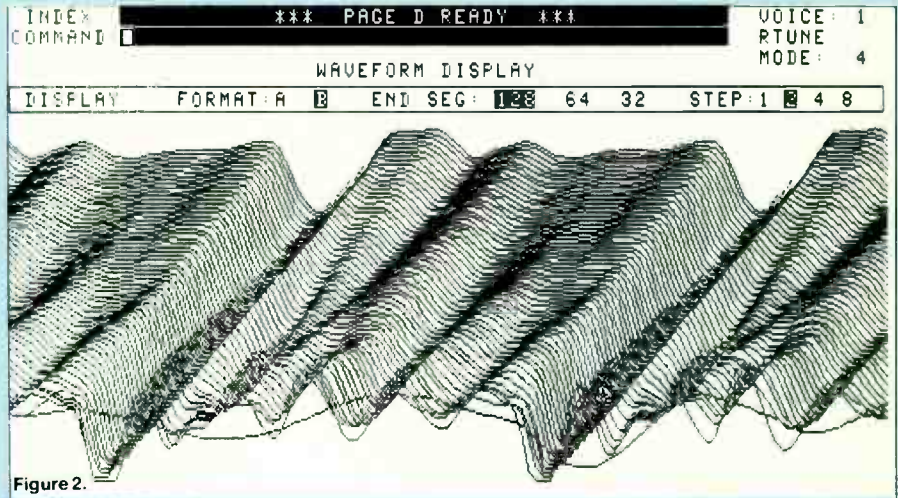 INDEX *** PAGE D READY *** VOICE: 1
COMMAND RTUNE
MODE: 4
WAVEFORM DISPLAY
DISPLAY FORMAT: A B END SEG: 128 64 32 STEP: 1 2 4 8
Figure 2.